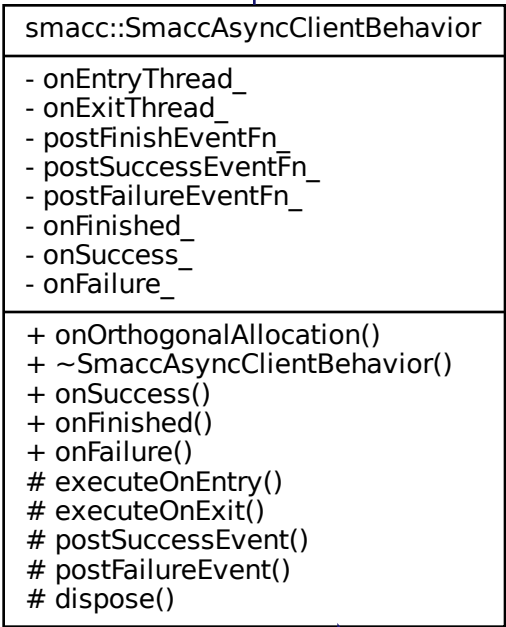 smacc::SmaccAsyncClientBehavior
- onEntryThread_
- onExitThread_
- postFinishEventFn_
- postSuccessEventFn_
- postFailureEventFn_
- onFinished_
- onSuccess_
- onFailure_
+ onOrthogonalAllocation()
+ ~SmaccAsyncClientBehavior()
+ onSuccess()
+ onFinished()
+ onFailure()
# executeOnEntry()
# executeOnExit()
# postSuccessEvent()
# postFailureEvent()
# dispose()